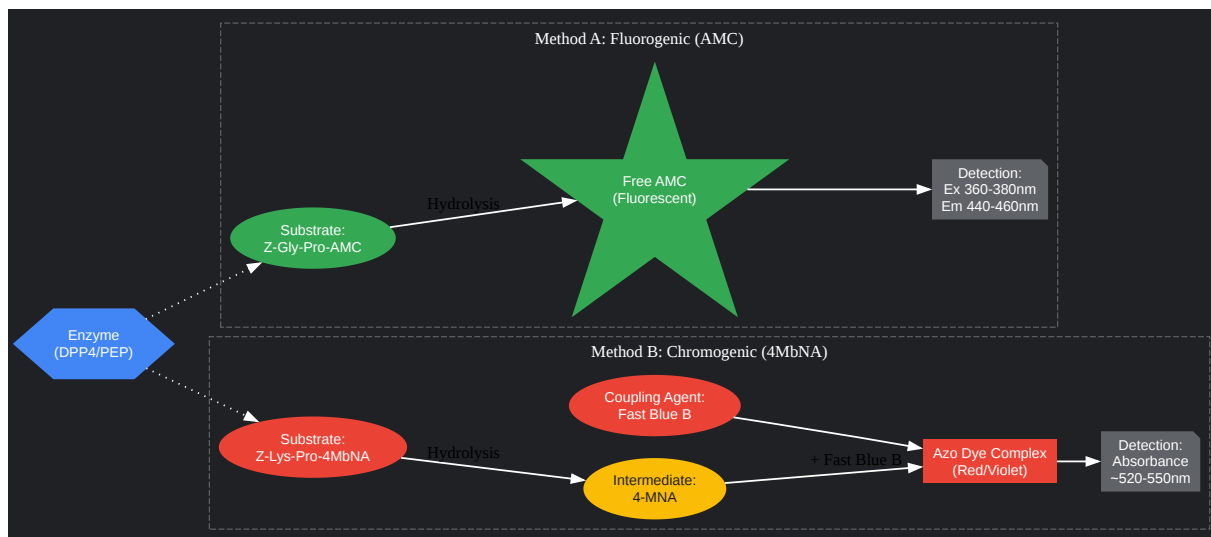 Method A: Fluorogenic (AMC)
Free AMC
(Fluorescent)
Detection:
Ex 360-380nm
Em 440-460nm
Hydrolysis
Substrate:
Z-Gly-Pro-AMC
Enzyme
(DPP4/PEP)
Method B: Chromogenic (4MbNA)
Coupling Agent:
Fast Blue B
Substrate:
Z-Lys-Pro-4MbNA
Hydrolysis
Intermediate:
4-MNA
+ Fast Blue B
Azo Dye Complex
(Red/Violet)
Detection:
Absorbance
~520-550nm